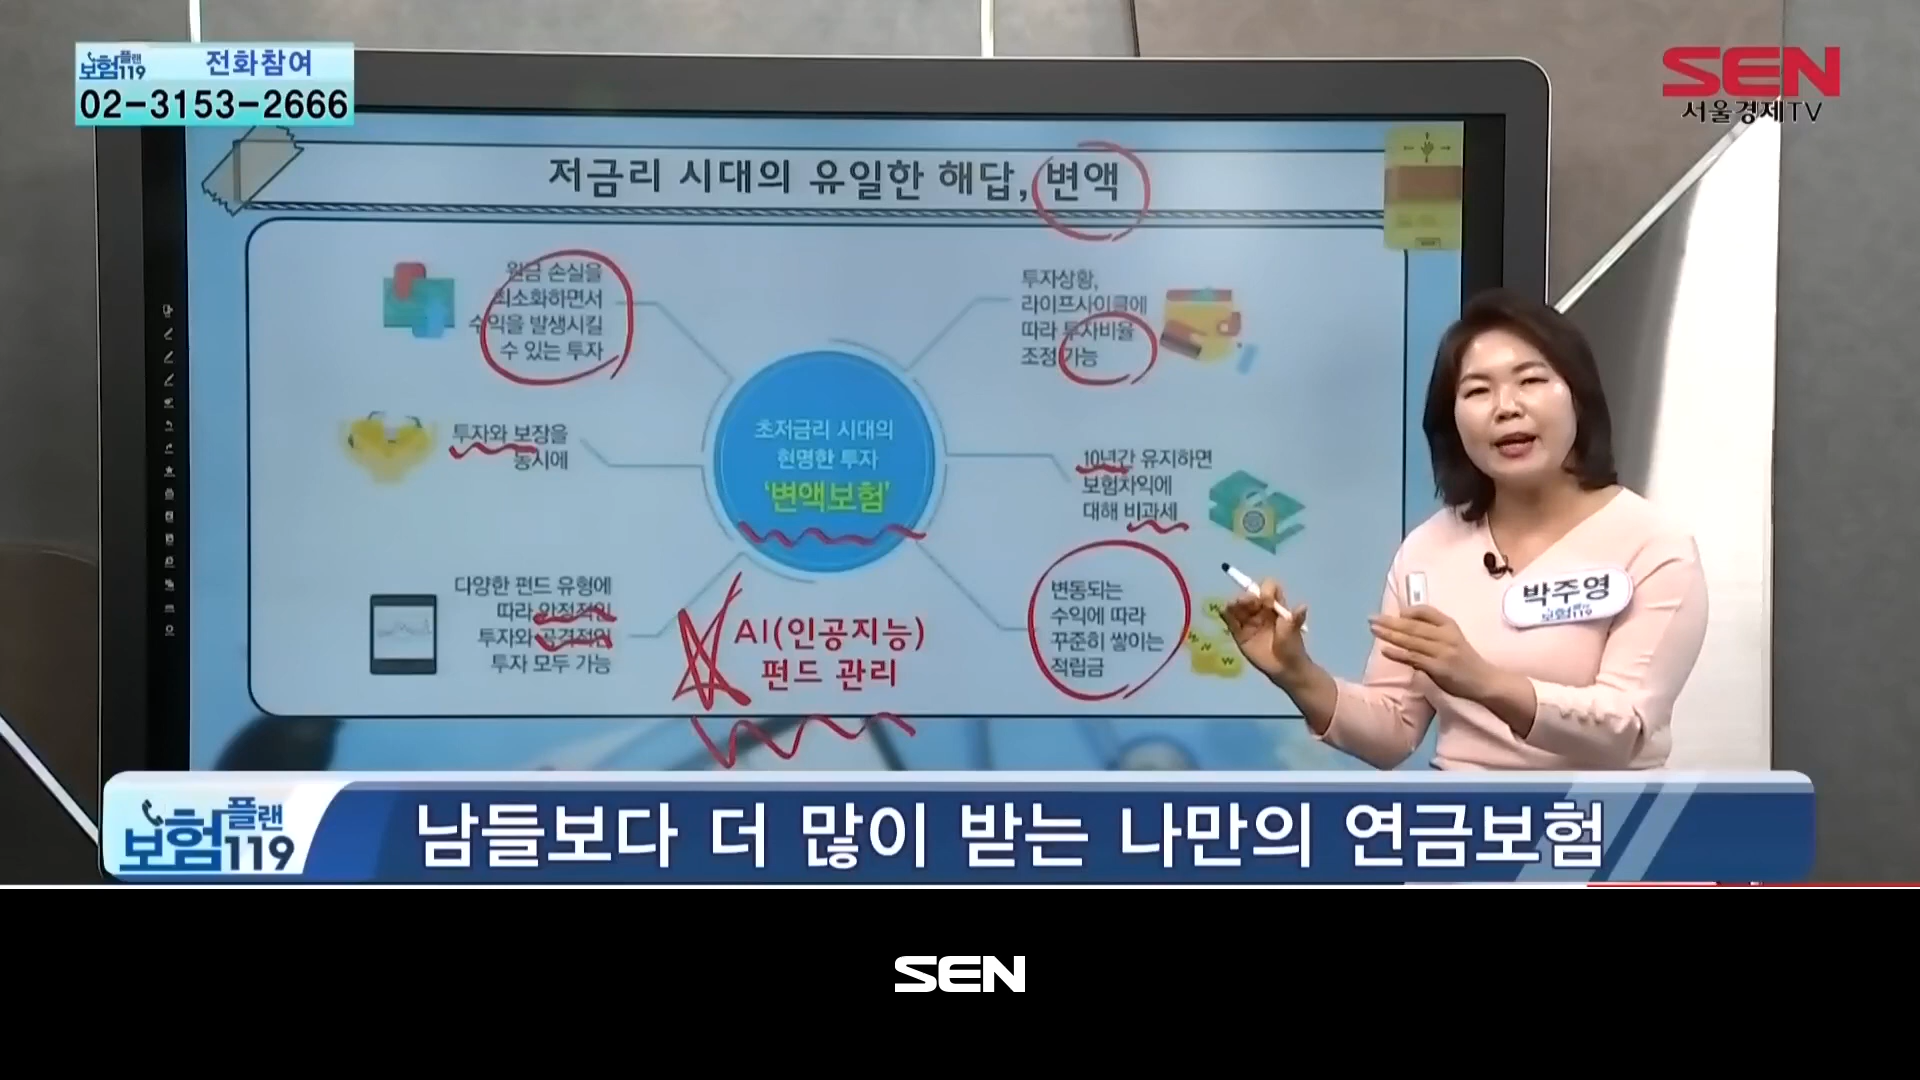 보험플랜119
전화참여
02-3153-2666
SEN
서울경제TV
저금리 시대의 유일한 해답, 변액
원금 손실을
최소화하면서
수익을 발생시킬
수 있는 투자
투자상황,
라이프사이클에
따라 투자비율
조정 가능
투자와 보장을
동시에
초저금리 시대의
현명한 투자
'변액보험'
10년간 유지하면
보험차익에
대해 비과세
다양한 펀드 유형에
따라 안정적인
투자와 공격적인
투자 모두 가능
AI(인공지능)
펀드 관리
변동되는
수익에 따라
꾸준히 쌓이는
적립금
박주영
보험플랜119
보험플랜119
남들보다 더 많이 받는 나만의 연금보험
SEN